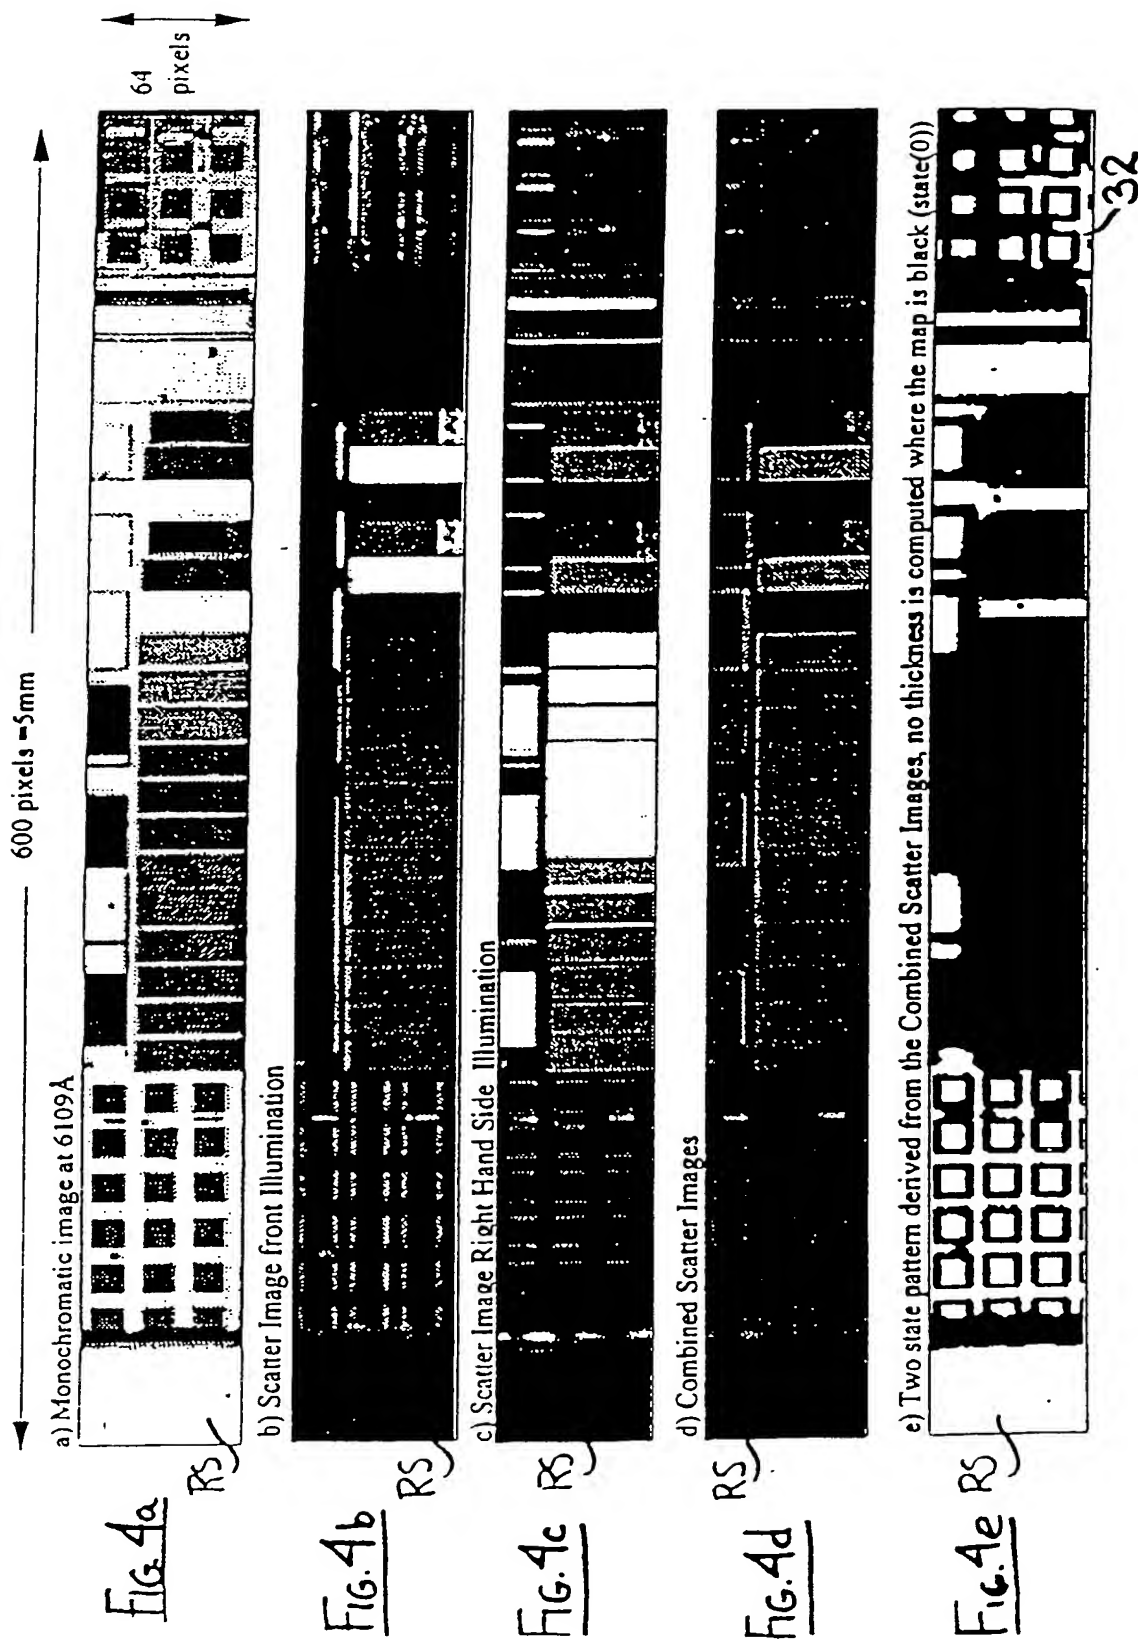 600 pixels =5mm
64
pixels
a) Monochromatic image at 6109Å
RS
FIG. 4a
b) Scatter Image front Illumination
RS
FIG. 4b
c) Scatter Image Right Hand Side Illumination
RS
FIG. 4c
d) Combined Scatter Images
RS
FIG. 4d
e) Two state pattern derived from the Combined Scatter Images, no thickness is computed where the map is black (state(0))
RS
32
FIG. 4e